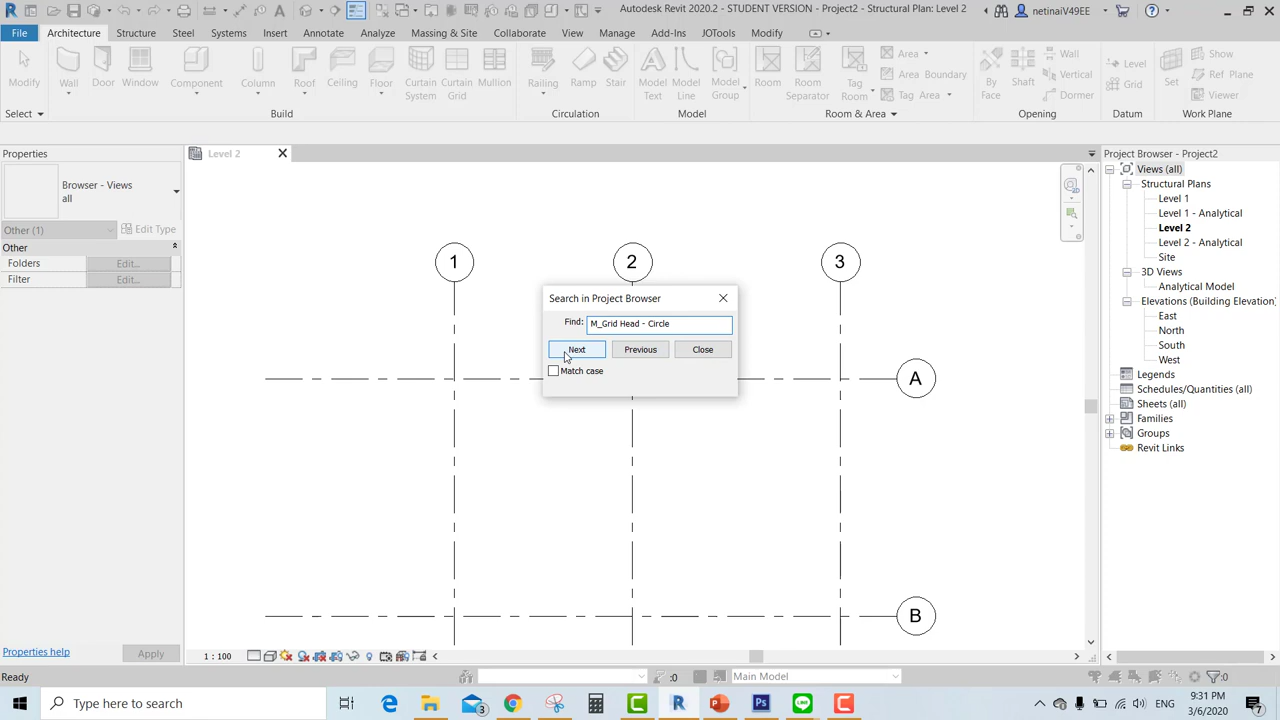 Autodesk Revit 2020.2 - STUDENT VERSION - Project2 - Structural Plan: Level 2
netinaiV49EE
File Architecture Structure Steel Systems Insert Annotate Analyze Massing & Site Collaborate View Manage Add-Ins JOTools Modify
Modify
Wall Door Window Component Column Roof Ceiling Floor Curtain System Curtain Grid Mullion
Railing Ramp Stair
Model Text Model Line Model Group
Room Room Separator Tag Room
Area
Area Boundary
Tag Area
By Face Shaft
Wall
Vertical
Dormer
Level
Grid
Set
Show
Ref Plane
Viewer
Select Build Circulation Model Room & Area Opening Datum Work Plane
Properties
Level 2
Project Browser - Project2
Browser - Views
all
Other (1)
Edit Type
Other
Folders Edit...
Filter Edit...
Properties help
Apply
1 2 3
A
B
Search in Project Browser
Find: M_Grid Head - Circle
Next Previous Close
Match case
Views (all)
Structural Plans
Level 1
Level 1 - Analytical
Level 2
Level 2 - Analytical
Site
3D Views
Analytical Model
Elevations (Building Elevation)
East
North
South
West
Legends
Schedules/Quantities (all)
Sheets (all)
Families
Groups
Revit Links
1 : 100
Ready
:0
Main Model
:0
Type here to search
3
ENG
9:31 PM
3/6/2020
7